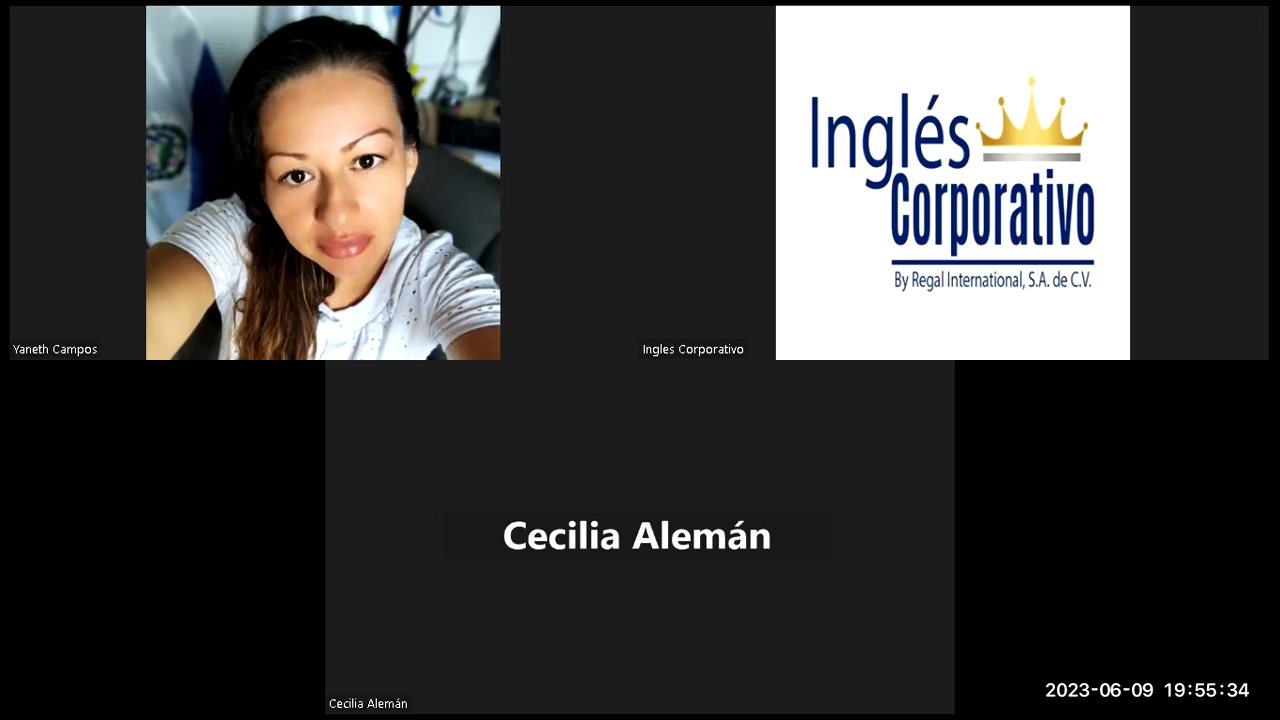 Inglés
Corporativo
By Regal International, S.A. de C.V.
Yaneth Campos
Ingles Corporativo
Cecilia Alemán
Cecilia Alemán
2023-06-09 19:55:34